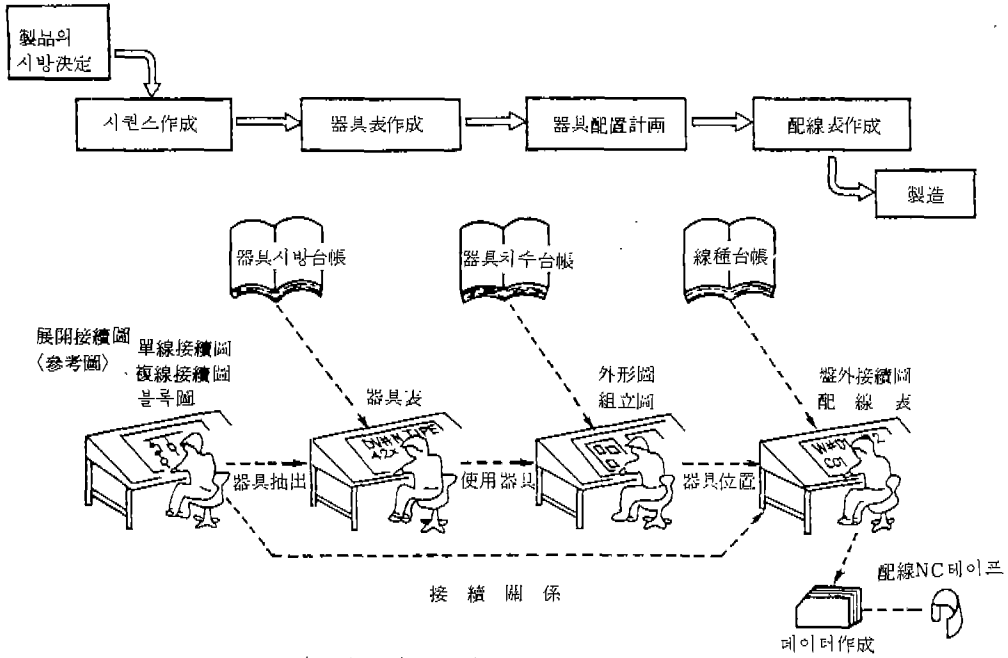 製品의
시방決定
시퀀스作成
器具表作成
器具配置計画
配線表作成
製造
器具시방台帳
器具치수台帳
線種台帳
展開接續圖
〈參考圖〉
單線接續圖
複線接續圖
블록圖
器具表
外形圖
組立圖
盤外接續圖
配線表
DV# N TYPE
42x
W#D
C01
器具抽出
使用器具
器具位置
接續關係
配線NC테이프
데이터作成